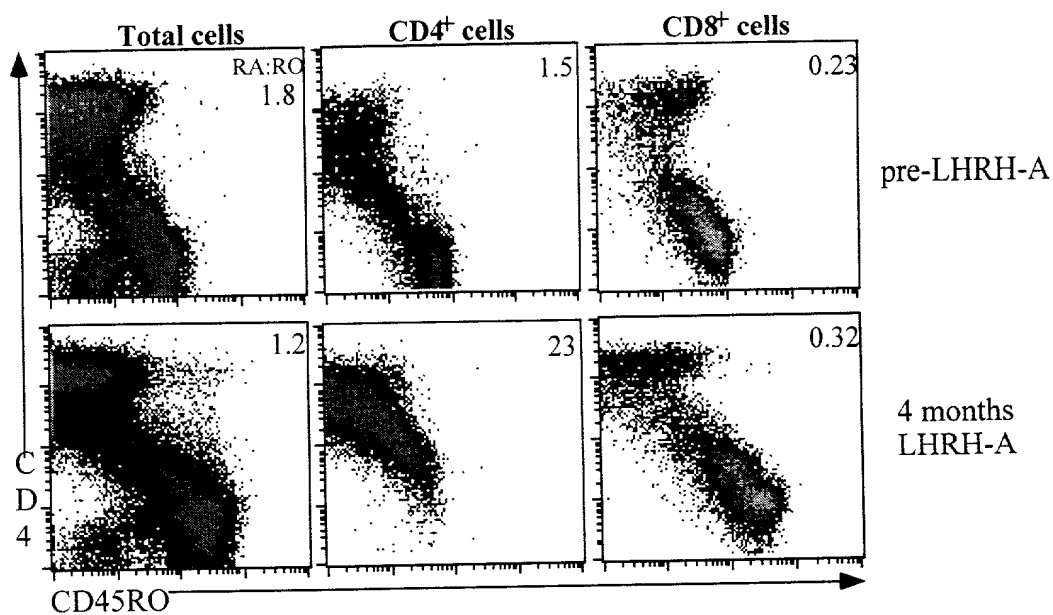 Total cells
CD4+ cells
CD8+ cells
RA:RO
1.8
1.5
0.23
pre-LHRH-A
1.2
23
0.32
4 months
LHRH-A
C
D
4
CD45RO